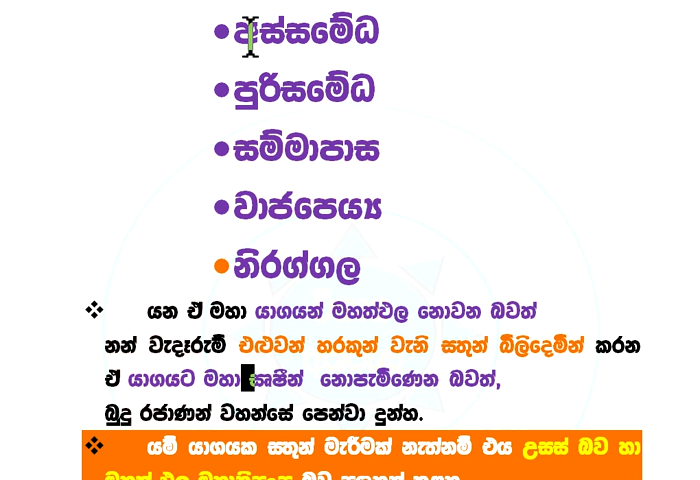 • අස්සමේධ
• පුරිසමේධ
• සම්මාපාස
• වාජපෙය්‍ය
• නිරග්ගල
❖ යන ඒ මහා යාගයන් මහත්ඵල නොවන බවත්
නන් වැදෑරුම් එළුවන් හරකුන් වැනි සතුන් බිලිදෙමින් කරන
ඒ යාගයට මහා ඍෂීන් නොපැමිණෙන බවත්,
බුදු රජාණන් වහන්සේ පෙන්වා දුන්හ.
❖ යම් යාගයක සතුන් මැරීමක් නැත්නම් එය උසස් බව හා